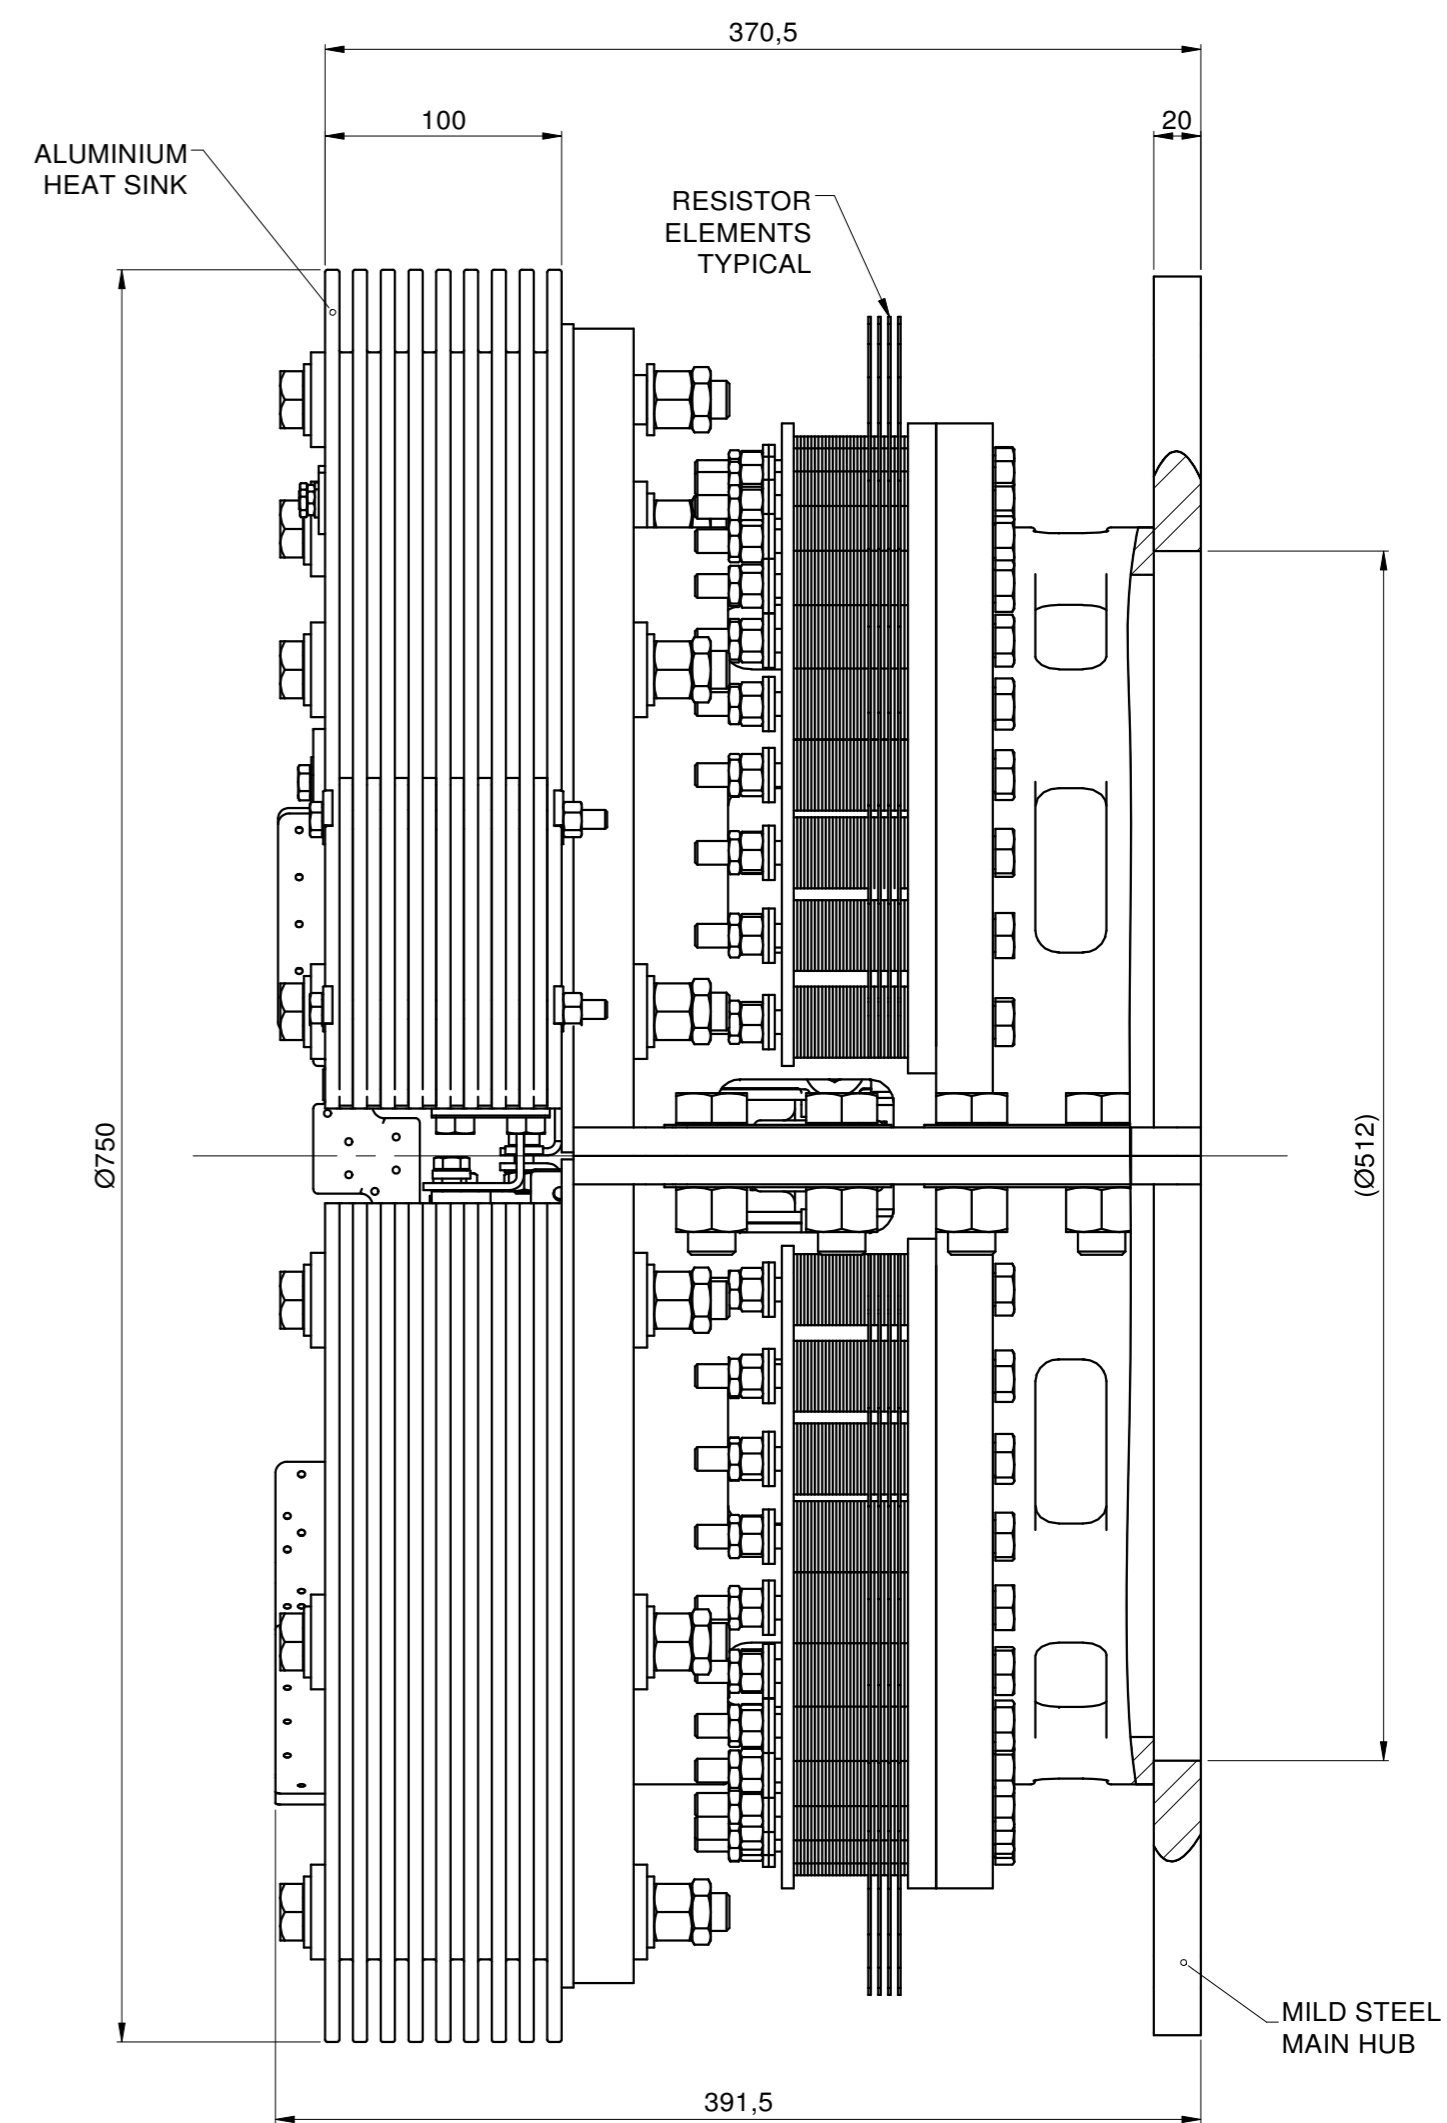 370,5
100
20
ALUMINIUM
HEAT SINK
RESISTOR
ELEMENTS
TYPICAL
Ø750
(Ø512)
MILD STEEL
MAIN HUB
391,5